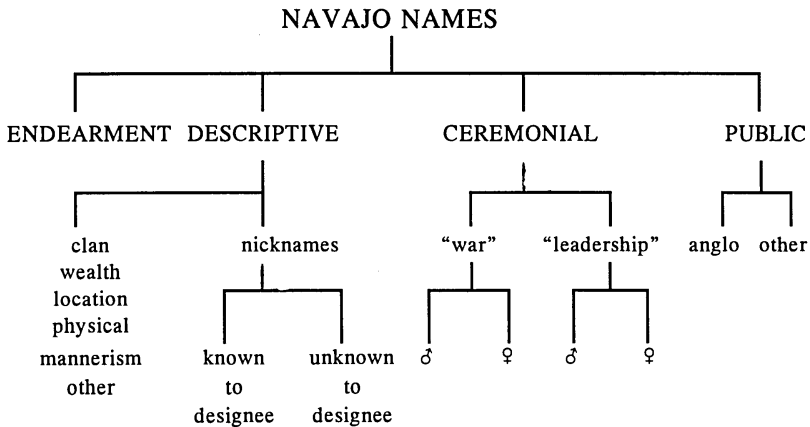 NAVAJO NAMES
ENDEARMENT DESCRIPTIVE CEREMONIAL PUBLIC
clan nicknames “war” “leadership” anglo other
wealth
location
physical
mannerism known unknown ♂ ♀ ♂ ♀
other to to
designee designee